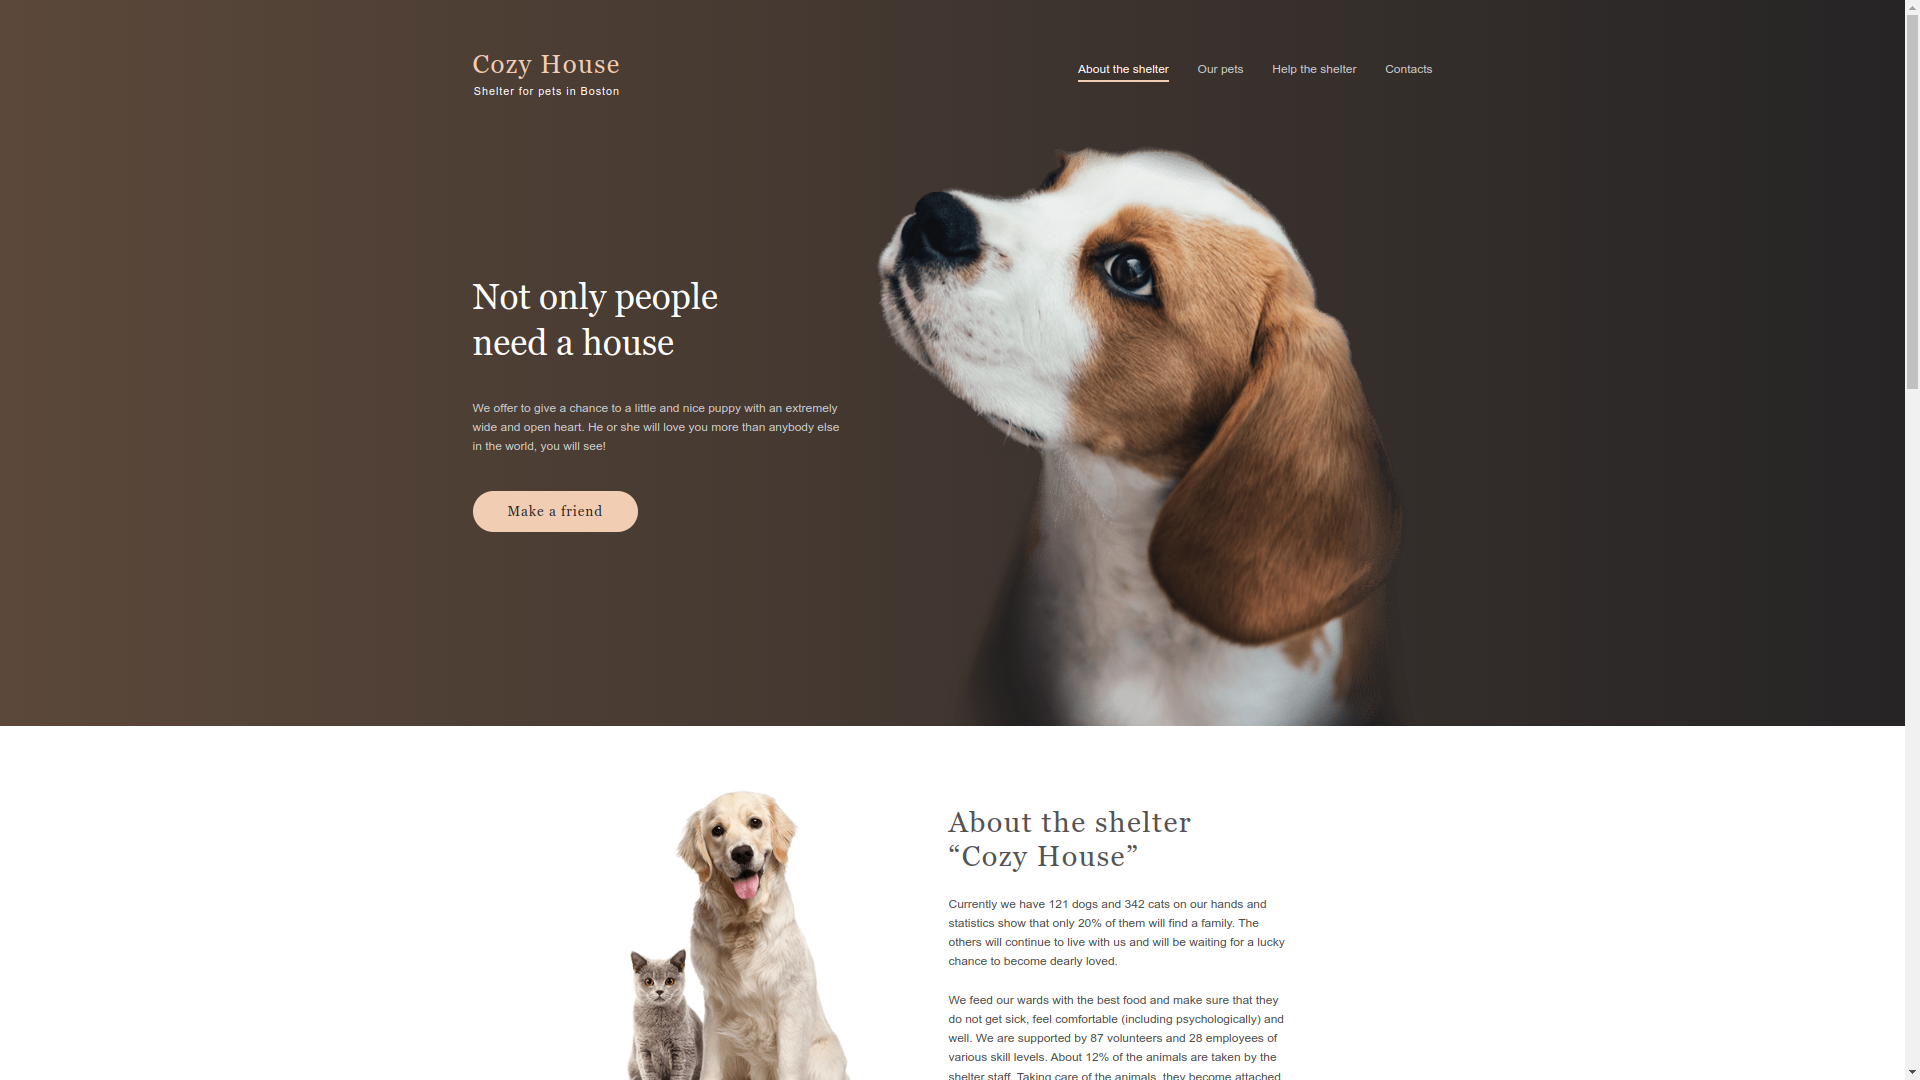 Cozy House
Shelter for pets in Boston
About the shelter
Our pets
Help the shelter
Contacts
Not only people
need a house
We offer to give a chance to a little and nice puppy with an extremely
wide and open heart. He or she will love you more than anybody else
in the world, you will see!
Make a friend
About the shelter
“Cozy House”
Currently we have 121 dogs and 342 cats on our hands and
statistics show that only 20% of them will find a family. The
others will continue to live with us and will be waiting for a lucky
chance to become dearly loved.
We feed our wards with the best food and make sure that they
do not get sick, feel comfortable (including psychologically) and
well. We are supported by 87 volunteers and 28 employees of
various skill levels. About 12% of the animals are taken by the
shelter staff. Taking care of the animals, they become attached